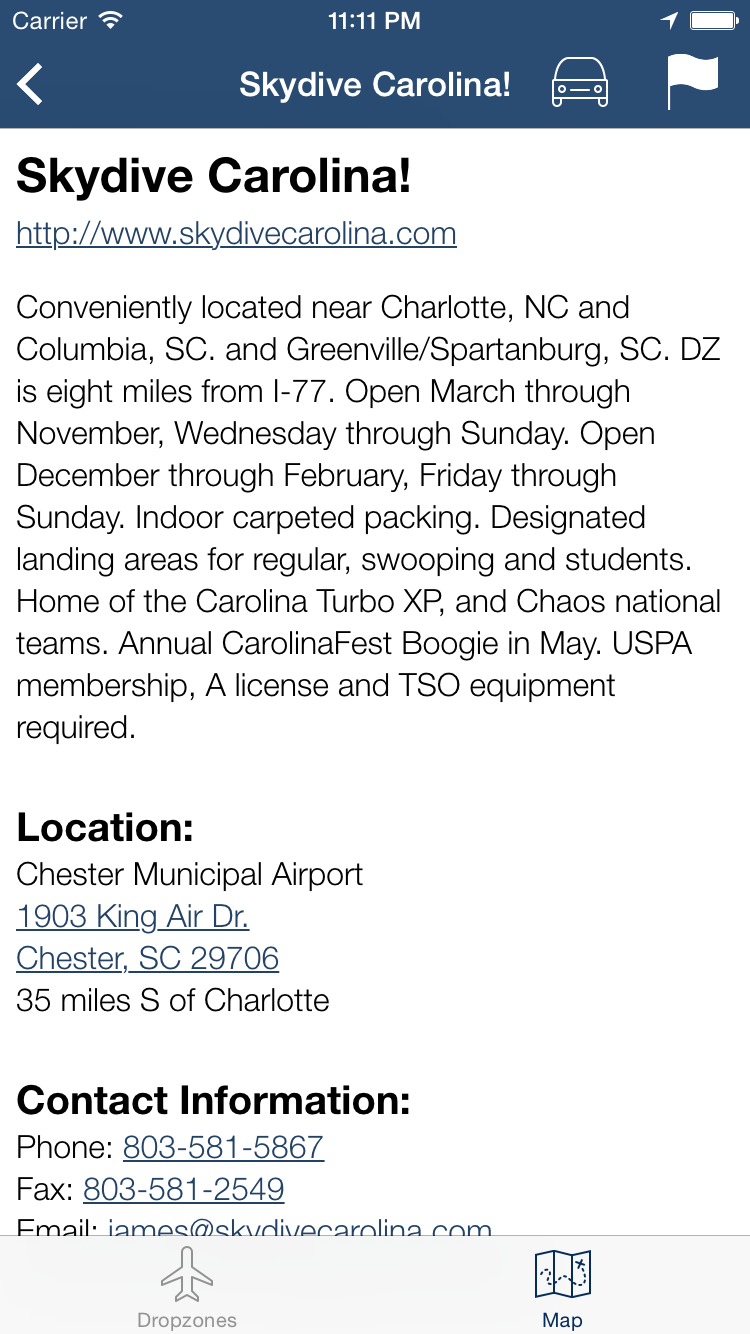 Carrier 11:11 PM
Skydive Carolina!
Skydive Carolina!
http://www.skydivecarolina.com
Conveniently located near Charlotte, NC and
Columbia, SC. and Greenville/Spartanburg, SC. DZ
is eight miles from I-77. Open March through
November, Wednesday through Sunday. Open
December through February, Friday through
Sunday. Indoor carpeted packing. Designated
landing areas for regular, swooping and students.
Home of the Carolina Turbo XP, and Chaos national
teams. Annual CarolinaFest Boogie in May. USPA
membership, A license and TSO equipment
required.
Location:
Chester Municipal Airport
1903 King Air Dr.
Chester, SC 29706
35 miles S of Charlotte
Contact Information:
Phone: 803-581-5867
Fax: 803-581-2549
Email: james@skydivecarolina.com
Dropzones Map